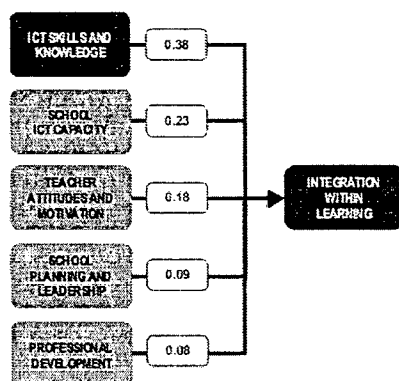 ICT SKILLS AND
KNOWLEDGE
0.38
SCHOOL
ICT CAPACITY
0.23
TEACHER
ATTITUDES AND
MOTIVATION
0.18
INTEGRATION
WITHIN
LEARNING
SCHOOL
PLANNING AND
LEADERSHIP
0.09
PROFESSIONAL
DEVELOPMENT
0.08